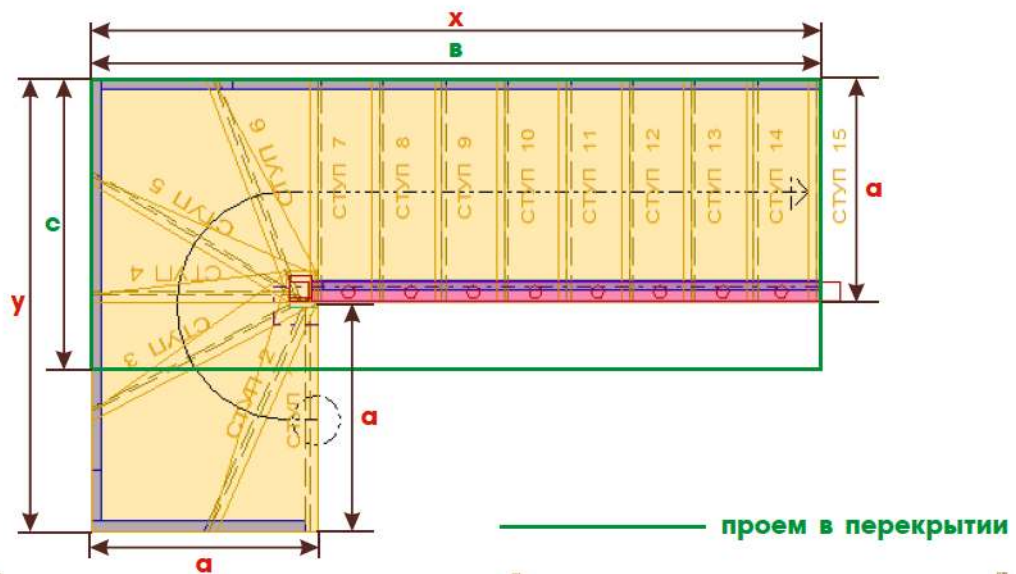 x
в
СТУП 6
СТУП 7
СТУП 8
СТУП 9
СТУП 10
СТУП 11
СТУП 12
СТУП 13
СТУП 14
СТУП 15
СТУП 5
a
c
СТУП 4
y
СТУП 3
СТУП 2
СТУП
a
проем в перекрытии
a